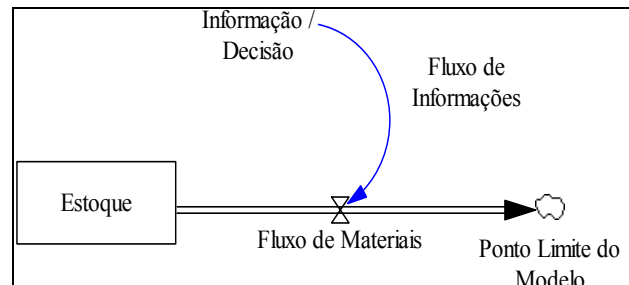 Informação /
Decisão
Fluxo de
Informações
Estoque
Fluxo de Materiais
Ponto Limite do
Modelo